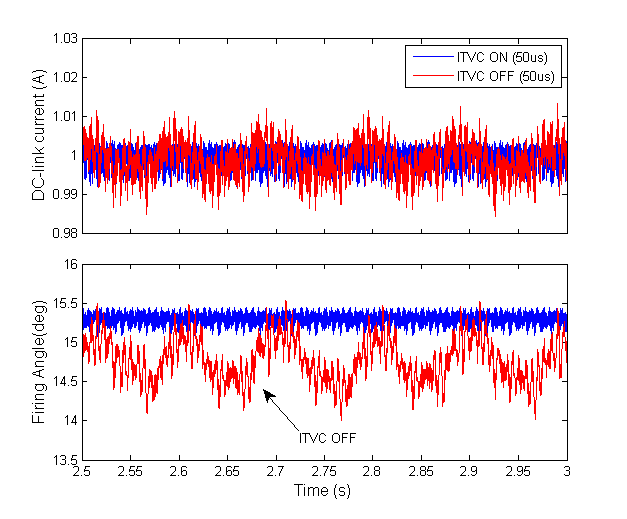 1.03
1.02
1.01
1
0.99
0.98
DC-link current (A)
ITVC ON (50us)
ITVC OFF (50us)
16
15.5
15
14.5
14
13.5
Firing Angle(deg)
ITVC OFF
2.5 2.55 2.6 2.65 2.7 2.75 2.8 2.85 2.9 2.95 3
Time (s)